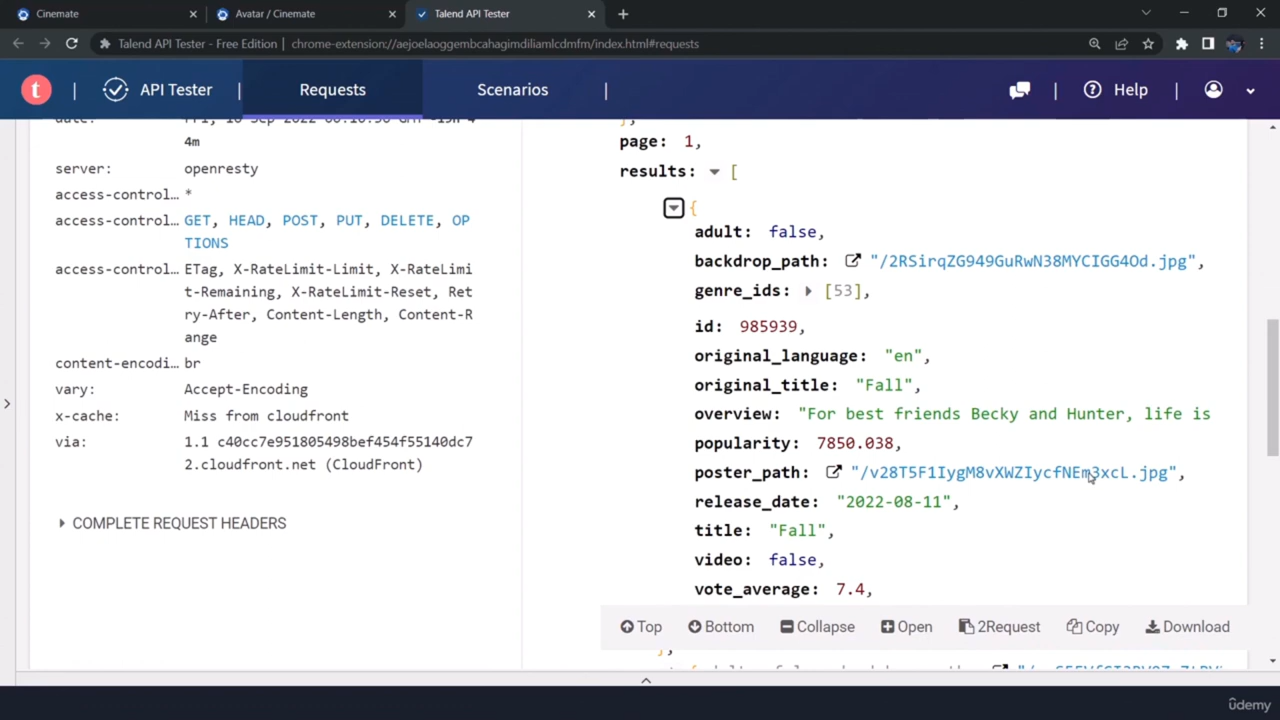 Cinemate
Avatar / Cinemate
Talend API Tester
Talend API Tester - Free Edition | chrome-extension://aejoelaoggembcahagimdiliamlcdmfm/index.html#requests
t | API Tester | Requests Scenarios | | Help |
4m
server: openresty
access-control… *
access-control… GET, HEAD, POST, PUT, DELETE, OP
TIONS
access-control… ETag, X-RateLimit-Limit, X-RateLimi
t-Remaining, X-RateLimit-Reset, Ret
ry-After, Content-Length, Content-R
ange
content-encodi… br
vary: Accept-Encoding
x-cache: Miss from cloudfront
via: 1.1 c40cc7e951805498bef454f55140dc7
2.cloudfront.net (CloudFront)
COMPLETE REQUEST HEADERS
},
page: 1,
results: [
{
adult: false,
backdrop_path: "/2RSirqZG949GuRwN38MYCIGG4Od.jpg",
genre_ids: [53],
id: 985939,
original_language: "en",
original_title: "Fall",
overview: "For best friends Becky and Hunter, life is
popularity: 7850.038,
poster_path: "/v28T5F1IygM8vXWZIycfNEm3xcL.jpg",
release_date: "2022-08-11",
title: "Fall",
video: false,
vote_average: 7.4,
Top Bottom Collapse Open 2Request Copy Download
},
ûdemy